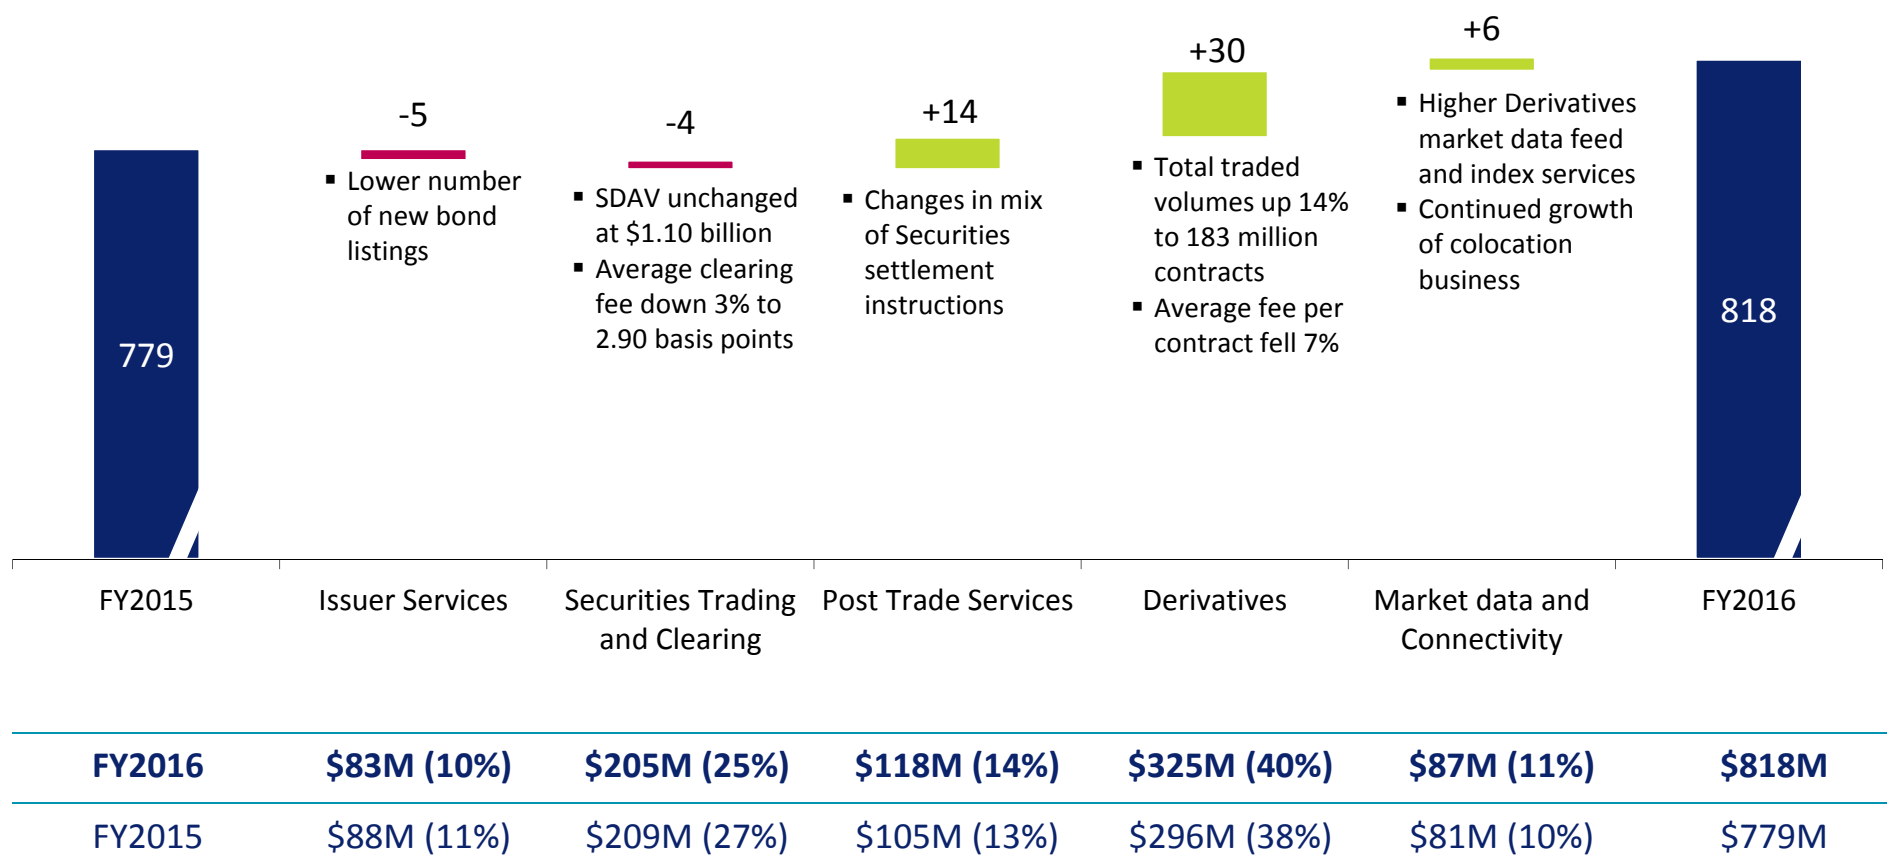 -5
▪ Lower number
of new bond
listings
-4
▪ SDAV unchanged
at $1.10 billion
▪ Average clearing
fee down 3% to
2.90 basis points
+14
▪ Changes in mix
of Securities
settlement
instructions
+30
▪ Total traded
volumes up 14%
to 183 million
contracts
▪ Average fee per
contract fell 7%
+6
▪ Higher Derivatives
market data feed
and index services
▪ Continued growth
of colocation
business
779
818
FY2015
Issuer Services
Securities Trading
and Clearing
Post Trade Services
Derivatives
Market data and
Connectivity
FY2016
FY2016 $83M (10%) $205M (25%) $118M (14%) $325M (40%) $87M (11%) $818M
FY2015 $88M (11%) $209M (27%) $105M (13%) $296M (38%) $81M (10%) $779M